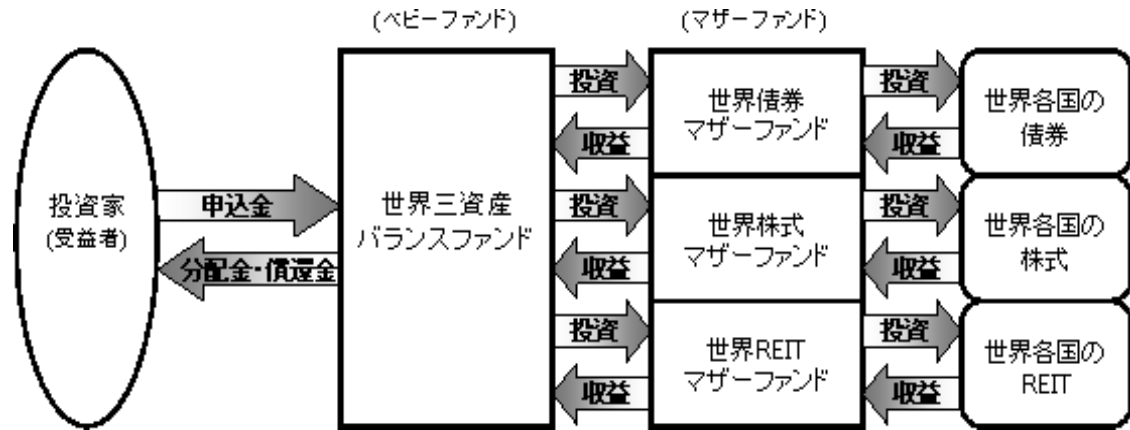 (ベビーファンド)
(マザーファンド)
投資家
(受益者)
申込金
分配金・償還金
世界三資産
バランスファンド
投資
収益
投資
収益
投資
収益
世界債券
マザーファンド
世界株式
マザーファンド
世界REIT
マザーファンド
投資
収益
投資
収益
投資
収益
世界各国の
債券
世界各国の
株式
世界各国の
REIT